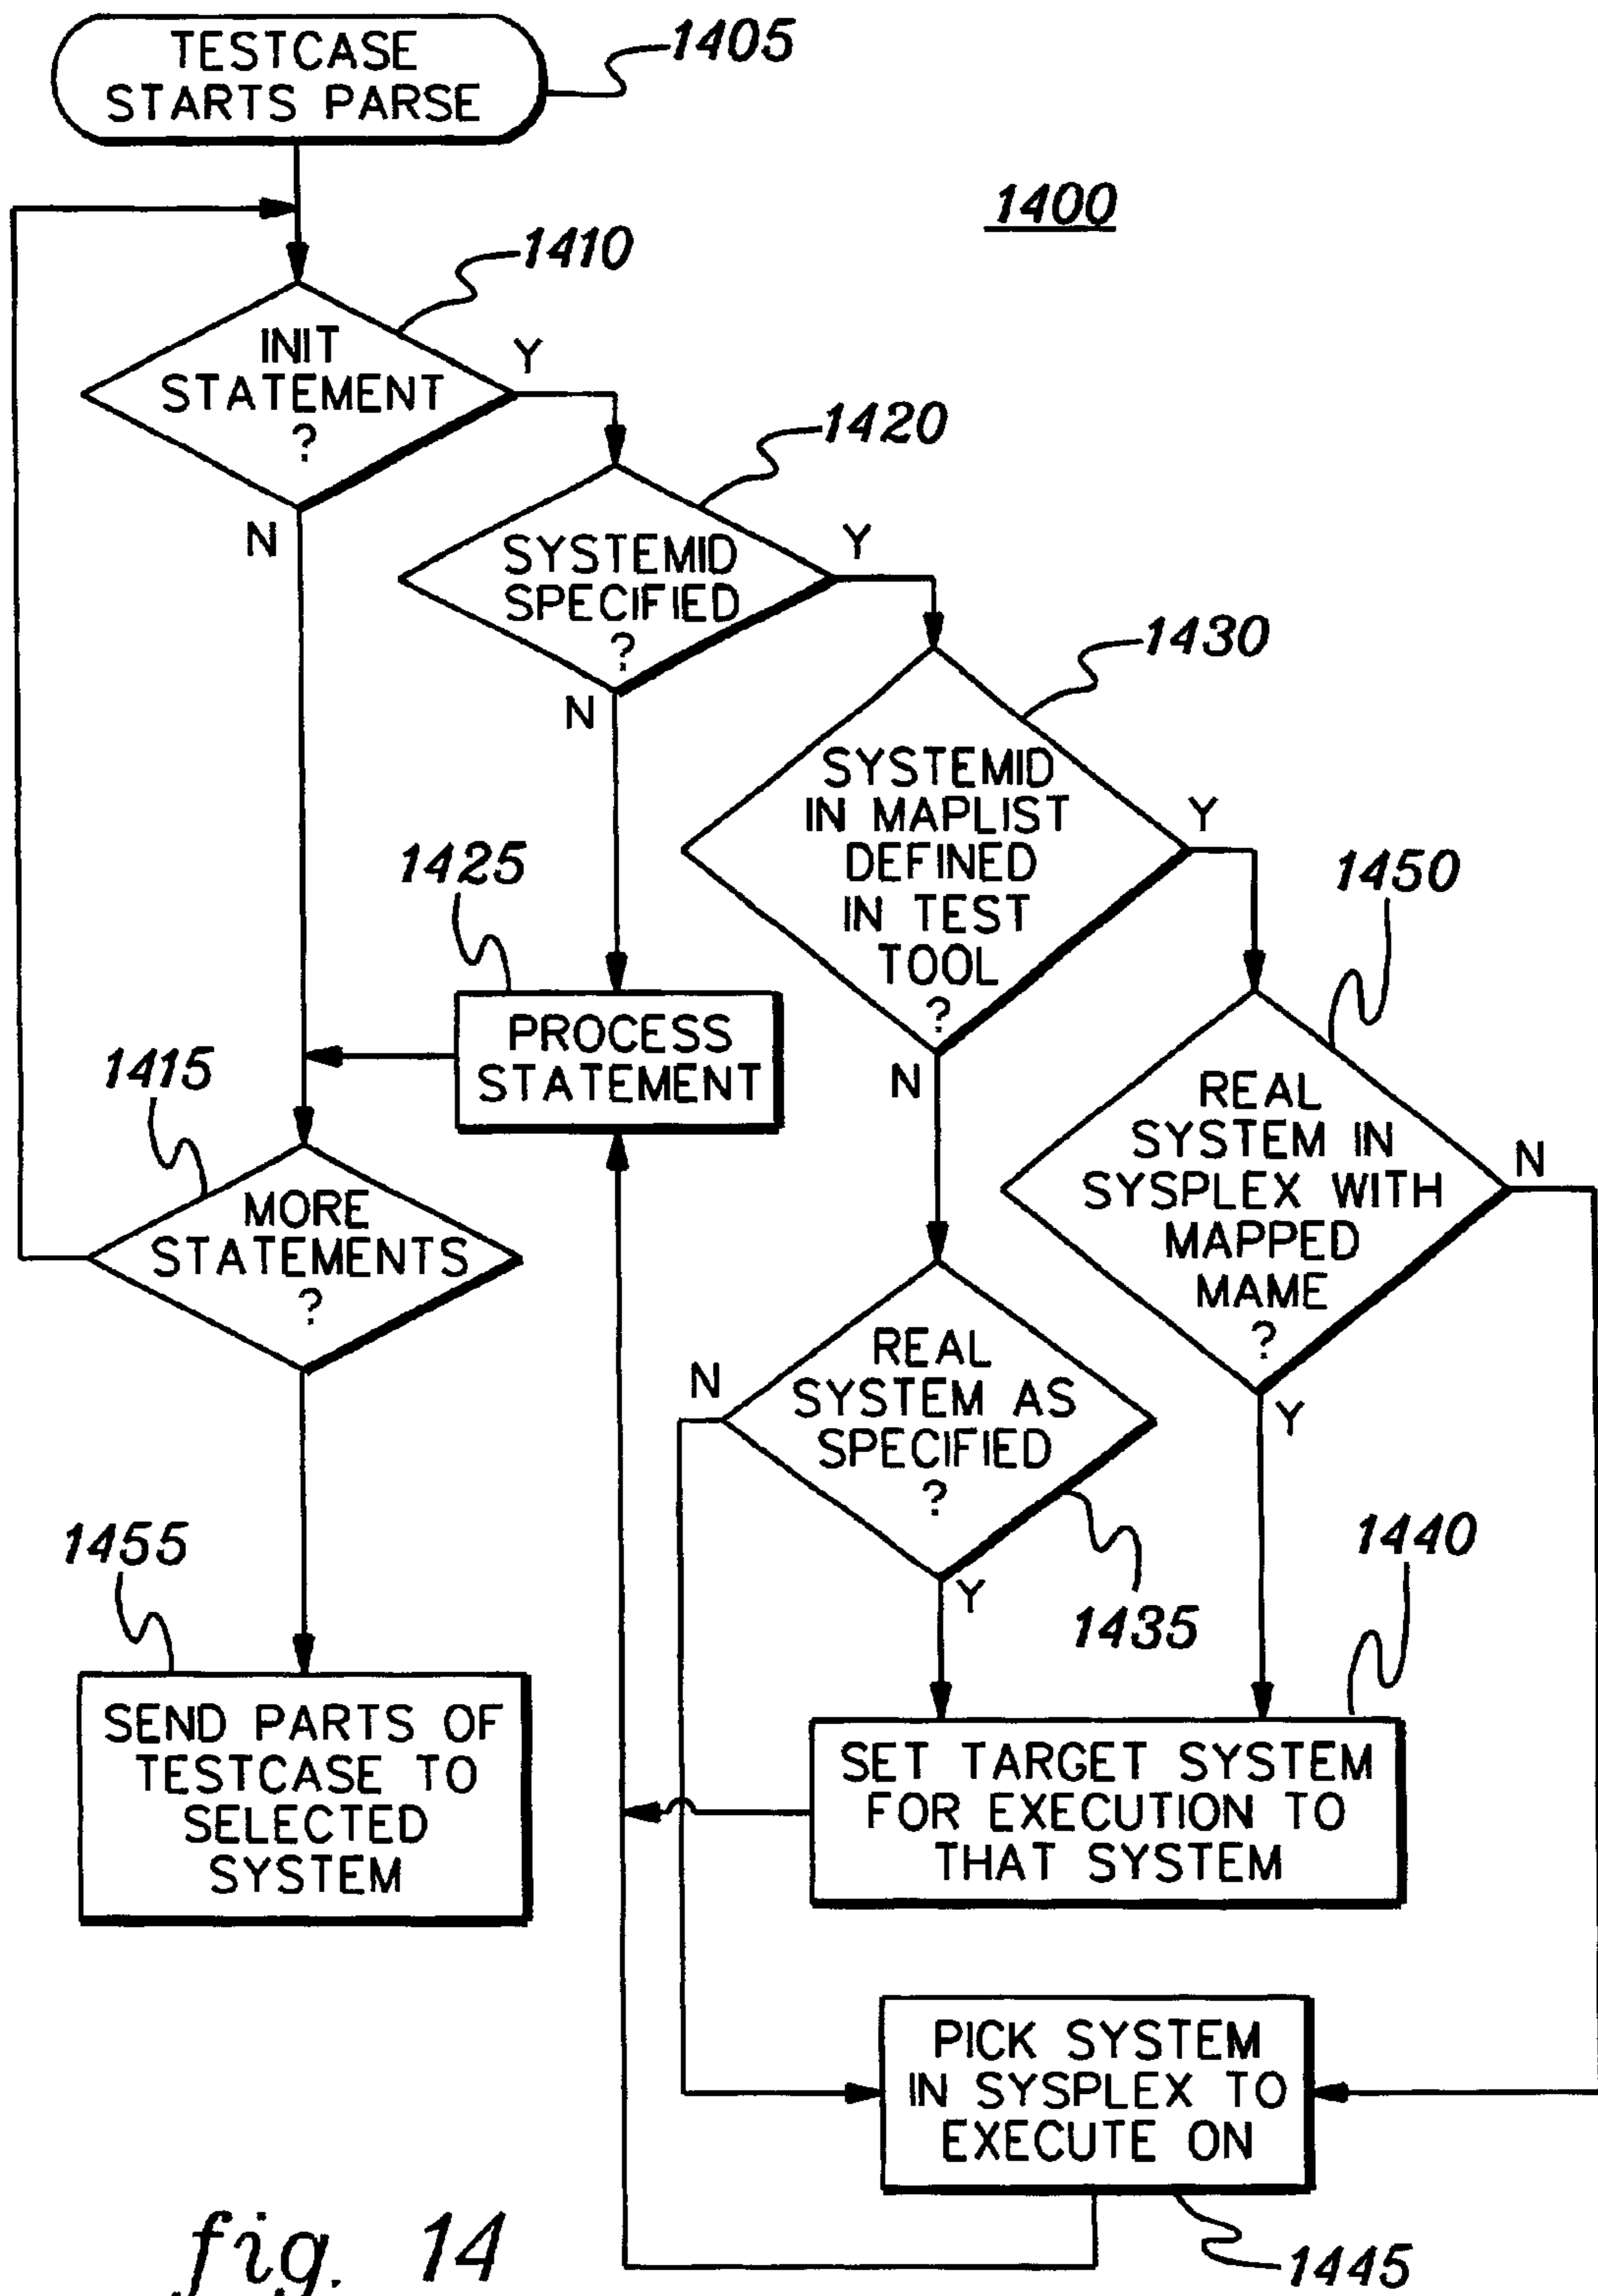 TESTCASE
STARTS PARSE
1405
1400
1410
INIT
STATEMENT
?
Y
N
1420
SYSTEMID
SPECIFIED
?
Y
N
1430
SYSTEMID
IN MAPLIST
DEFINED
IN TEST
TOOL
?
Y
N
1425
PROCESS
STATEMENT
1450
REAL
SYSTEM IN
SYSPLEX WITH
MAPPED
MAME
?
N
Y
1415
MORE
STATEMENTS
?
REAL
SYSTEM AS
SPECIFIED
?
N
Y
1435
1440
SET TARGET SYSTEM
FOR EXECUTION TO
THAT SYSTEM
1455
SEND PARTS OF
TESTCASE TO
SELECTED
SYSTEM
PICK SYSTEM
IN SYSPLEX TO
EXECUTE ON
1445
fig. 14